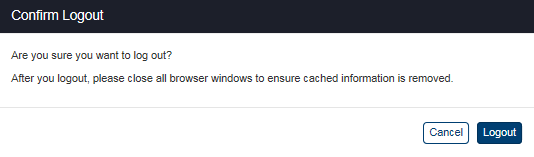 Confirm Logout
Are you sure you want to log out?
After you logout, please close all browser windows to ensure cached information is removed.
Cancel Logout